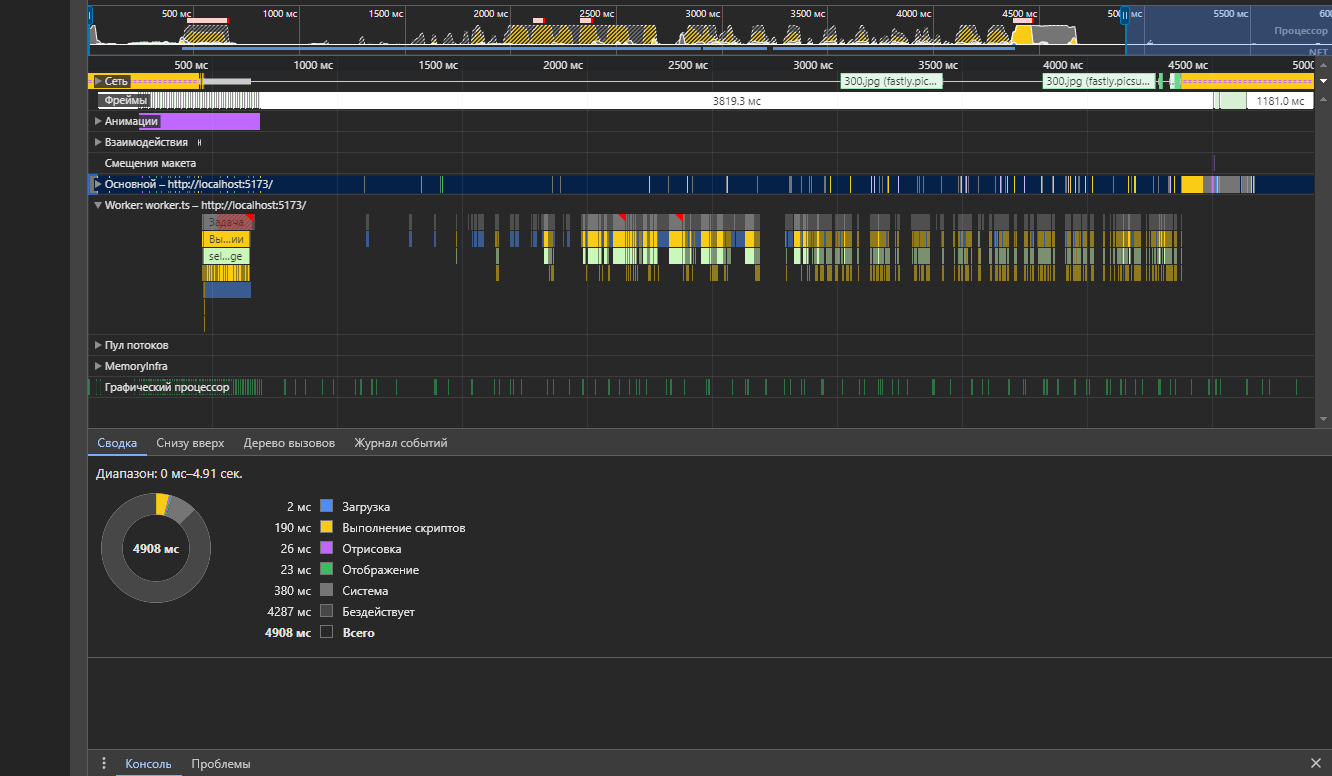 500 мс 1000 мс 1500 мс 2000 мс 2500 мс 3000 мс 3500 мс 4000 мс 4500 мс 5500 мс
Процессор
NET
500 мс 1000 мс 1500 мс 2000 мс 2500 мс 3000 мс 3500 мс 4000 мс 4500 мс
Сеть 300.jpg (fastly.pic... 300.jpg (fastly.picsu...
Фреймы 3819.3 мс 1181.0 мс
Анимации
Взаимодействия
Смещения макета
Основной – http://localhost:5173/
Worker: worker.ts – http://localhost:5173/
Задача
Вы...ии
sel...ge
Пул потоков
MemoryInfra
Графический процессор
Сводка Снизу вверх Дерево вызовов Журнал событий
Диапазон: 0 мс–4.91 сек.
4908 мс
2 мс Загрузка
190 мс Выполнение скриптов
26 мс Отрисовка
23 мс Отображение
380 мс Система
4287 мс Бездействует
4908 мс Всего
Консоль Проблемы